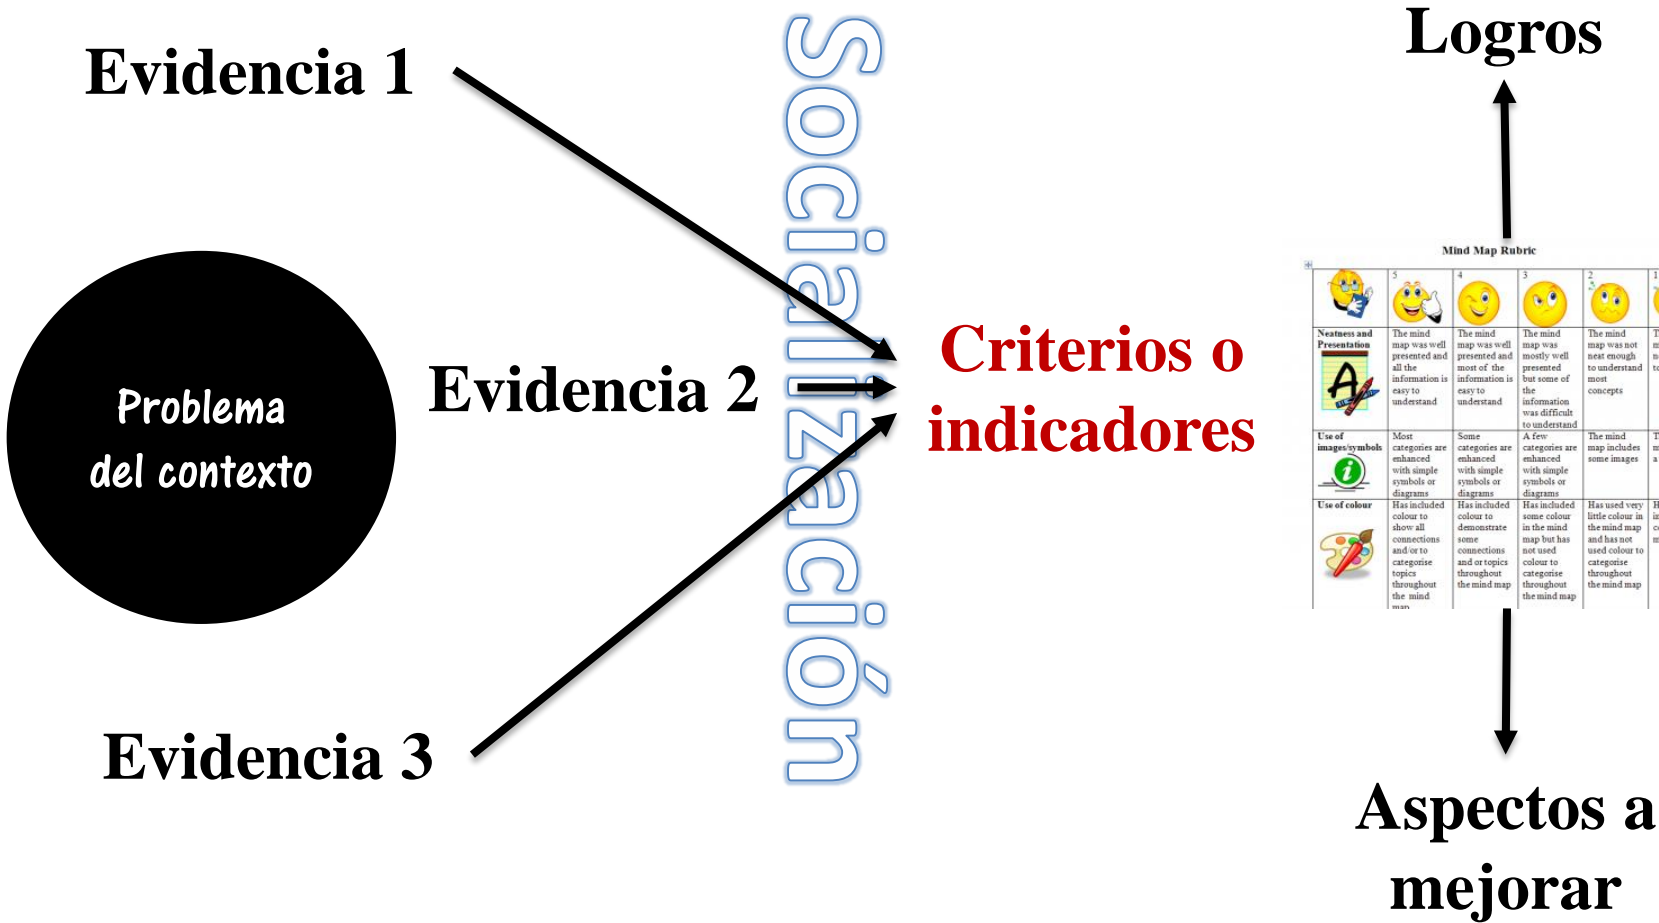 Evidencia 1
Problema
del contexto
Evidencia 2
Evidencia 3
Socialización
Criterios o
indicadores
Logros
Mind Map Rubric
5
4
3
2
1
Neatness and
Presentation
The mind
map was well
presented and
all the
information is
easy to
understand
The mind
map was well
presented and
most of the
information is
easy to
understand
The mind
map was
mostly well
presented
but some of
the
information
was difficult
to understand
The mind
map was not
neat enough
to understand
most
concepts
Use of
images/symbols
Most
categories are
enhanced
with simple
symbols or
diagrams
Some
categories are
enhanced
with simple
symbols or
diagrams
A few
categories are
enhanced
with simple
symbols or
diagrams
The mind
map includes
some images
Use of colour
Has included
colour to
show all
connections
and/or to
categorise
topics
throughout
the mind
map
Has included
colour to
demonstrate
some
connections
and or topics
throughout
the mind map
Has included
some colour
in the mind
map but has
not used
colour to
categorise
throughout
the mind map
Has used very
little colour in
the mind map
and has not
used colour to
categorise
throughout
the mind map
Aspectos a
mejorar